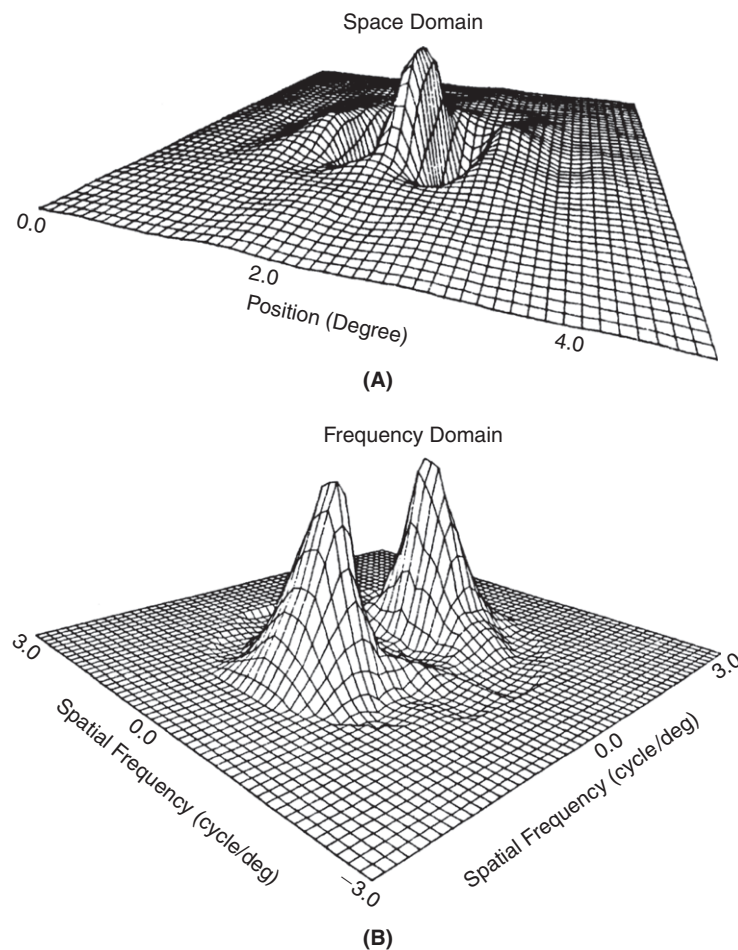 Space Domain
0.0
2.0
Position (Degree)
4.0
(A)
Frequency Domain
3.0
0.0
Spatial Frequency (cycle/deg)
−3.0
3.0
0.0
Spatial Frequency (cycle/deg)
(B)